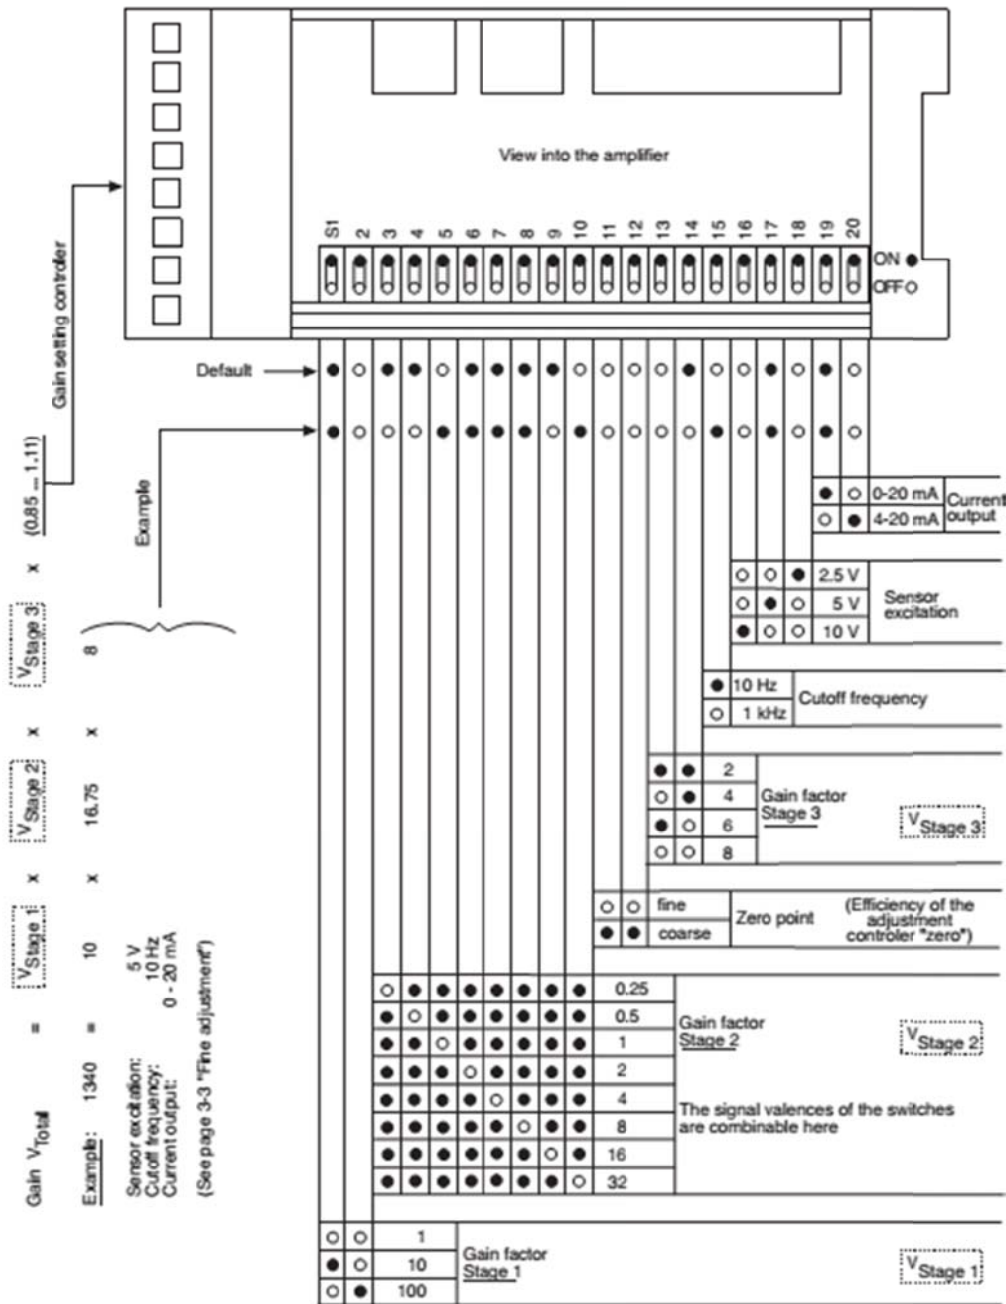 View into the amplifier
S1 2 3 4 5 6 7 8 9 10 11 12 13 14 15 16 17 18 19 20
ON
OFF
Default
Example
Gain setting controler
0-20 mA
4-20 mA
Current
output
2.5 V
5 V
10 V
Sensor
excitation
10 Hz
1 kHz
Cutoff frequency
2
4
6
8
Gain factor
Stage 3
V Stage 3
fine
coarse
Zero point
(Efficiency of the
adjustment
controler "zero")
0.25
0.5
1
2
4
8
16
32
Gain factor
Stage 2
V Stage 2
The signal valences of the switches
are combinable here
1
10
100
Gain factor
Stage 1
V Stage 1
Gain V Total = V Stage 1 x V Stage 2 x V Stage 3 x (0.85 ... 1.11)
Example: 1340 = 10 x 16.75 x 8
Sensor excitation: 5 V
Cutoff frequency: 10 Hz
Current output: 0 - 20 mA
(See page 3-3 "Fine adjustment")